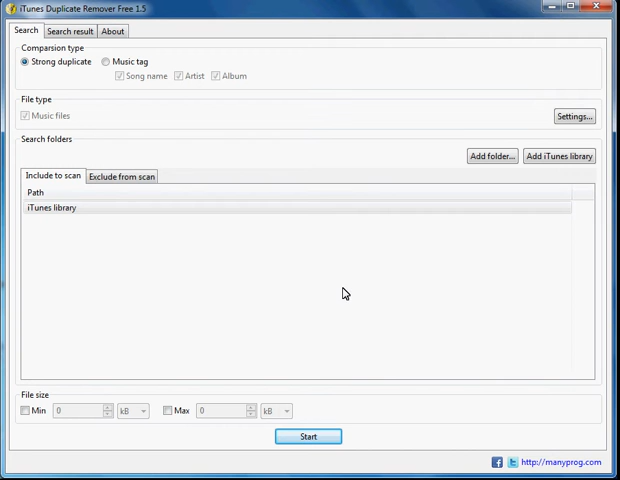 iTunes Duplicate Remover Free 1.5
Search Search result About
Comparsion type
Strong duplicate Music tag
Song name Artist Album
File type
Music files Settings...
Search folders
Add folder... Add iTunes library
Include to scan Exclude from scan
Path
iTunes library
File size
Min 0 kB Max 0 kB
Start
f t http://manyprog.com